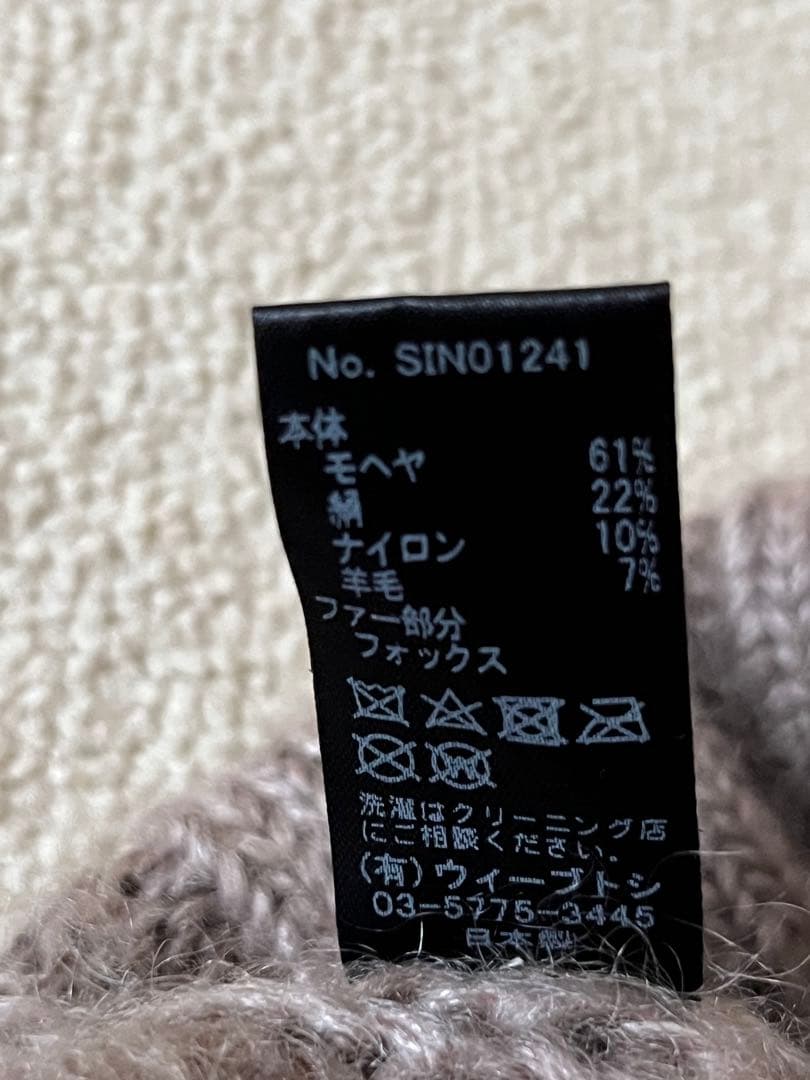 No. SIN01241
本体
モヘヤ 61%
絹 22%
ナイロン 10%
羊毛 7%
ファー部分
フォックス
洗濯はクリーニング店
にご相談ください.
(有)ウィーブトシ
03-5775-3445
日本製